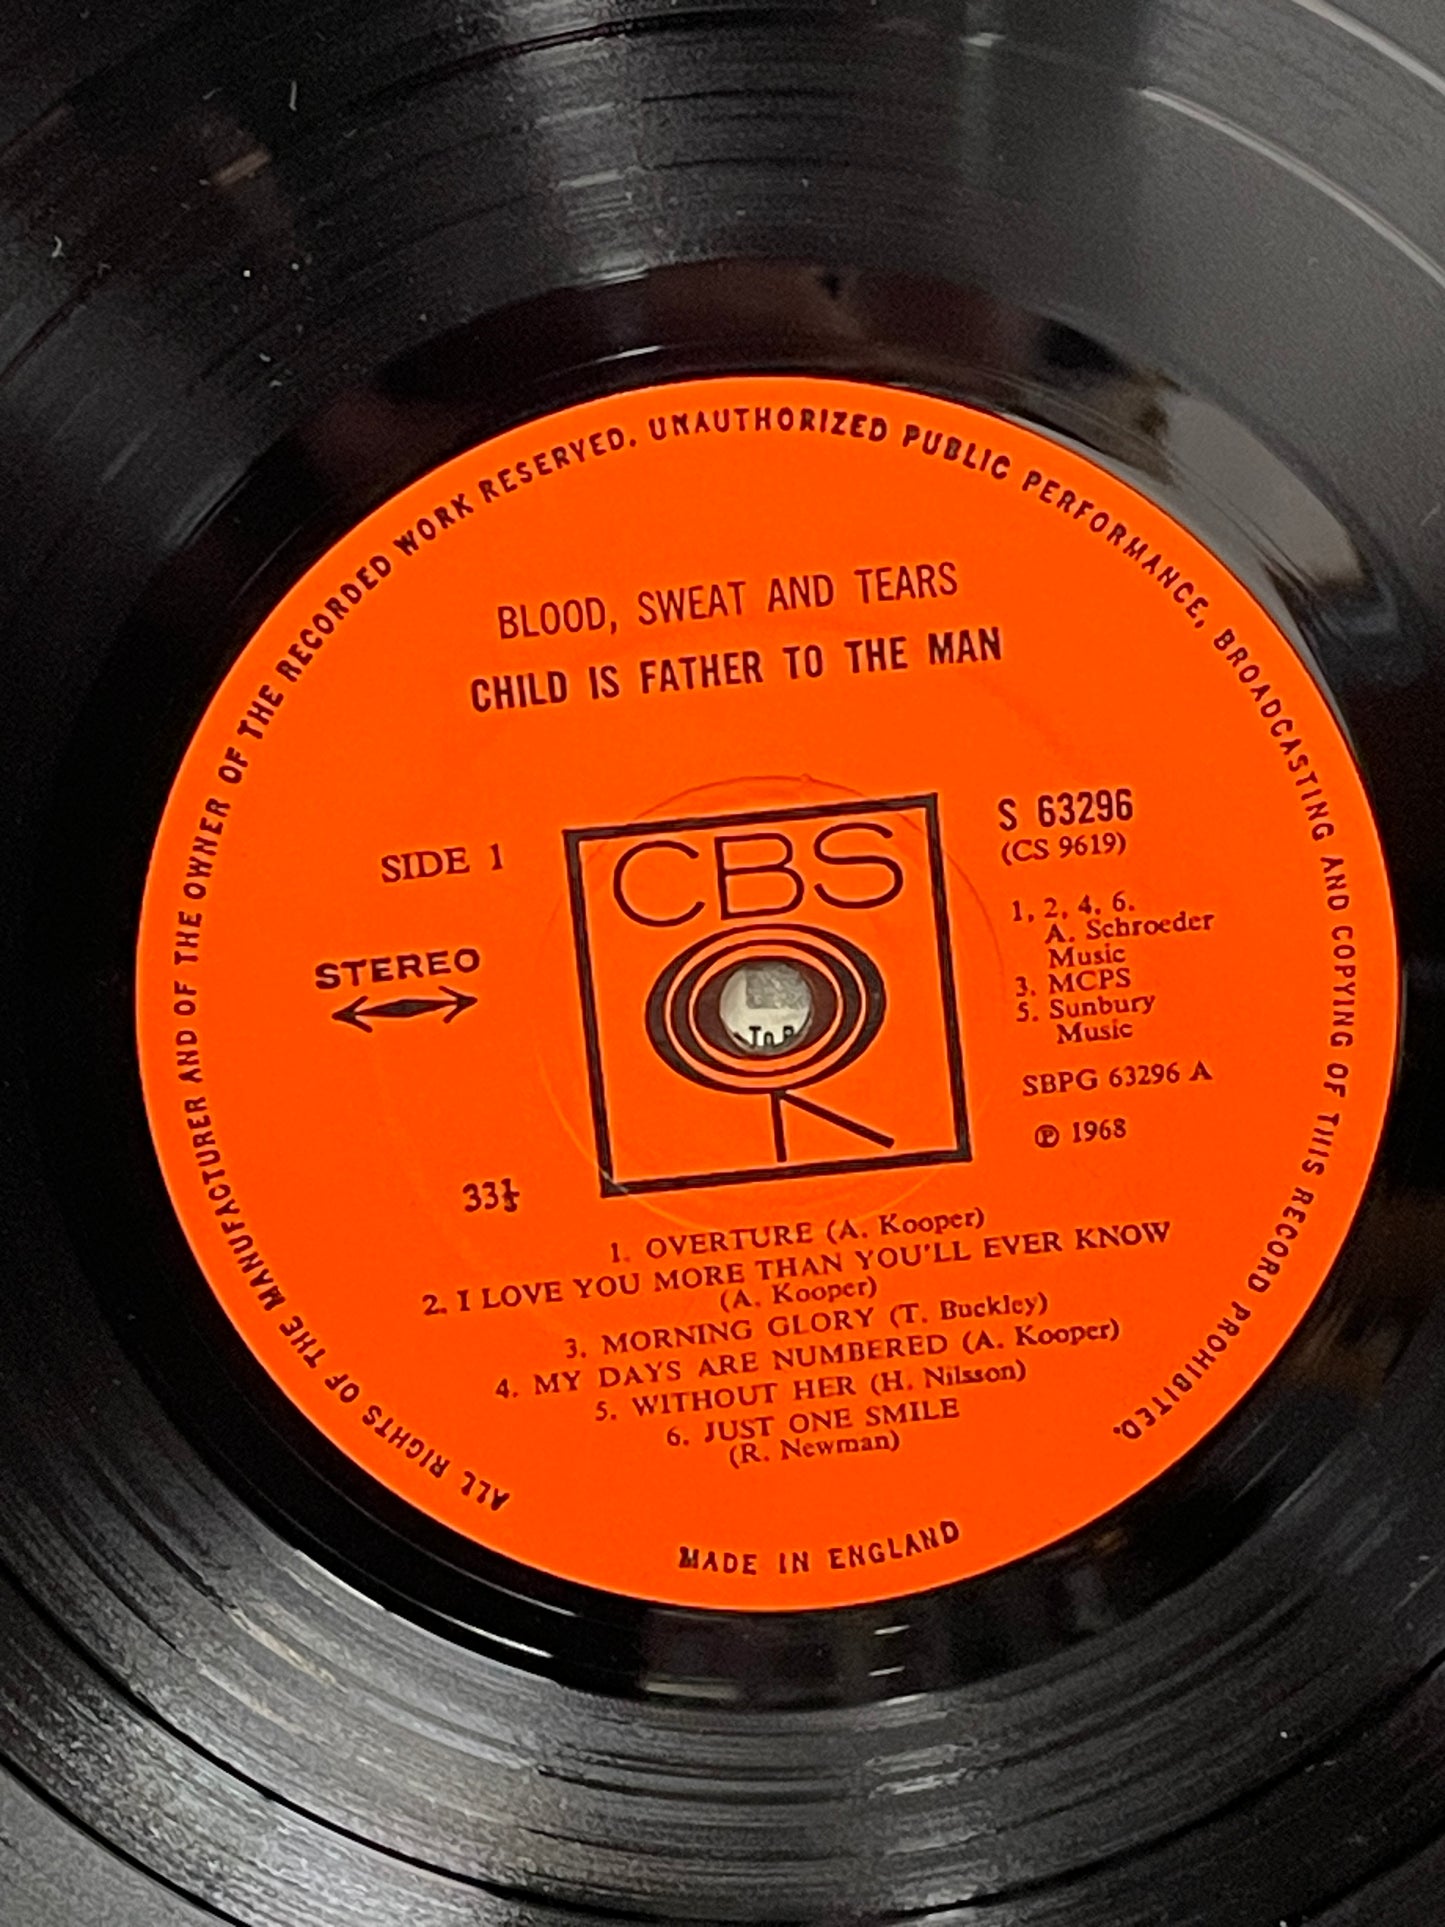 ALL RIGHTS OF THE MANUFACTURER AND OF THE OWNER OF THE RECORDED WORK RESERVED. UNAUTHORIZED PUBLIC PERFORMANCE, BROADCASTING AND COPYING OF THIS RECORD PROHIBITED.
BLOOD, SWEAT AND TEARS
CHILD IS FATHER TO THE MAN
SIDE 1
STEREO
33⅓
CBS
S 63296
(CS 9619)
1, 2, 4, 6.
A. Schroeder
Music
3. MCPS
5. Sunbury
Music
SBPG 63296 A
℗ 1968
1. OVERTURE (A. Kooper)
2. I LOVE YOU MORE THAN YOU'LL EVER KNOW
(A. Kooper)
3. MORNING GLORY (T. Buckley)
4. MY DAYS ARE NUMBERED (A. Kooper)
5. WITHOUT HER (H. Nilsson)
6. JUST ONE SMILE
(R. Newman)
MADE IN ENGLAND